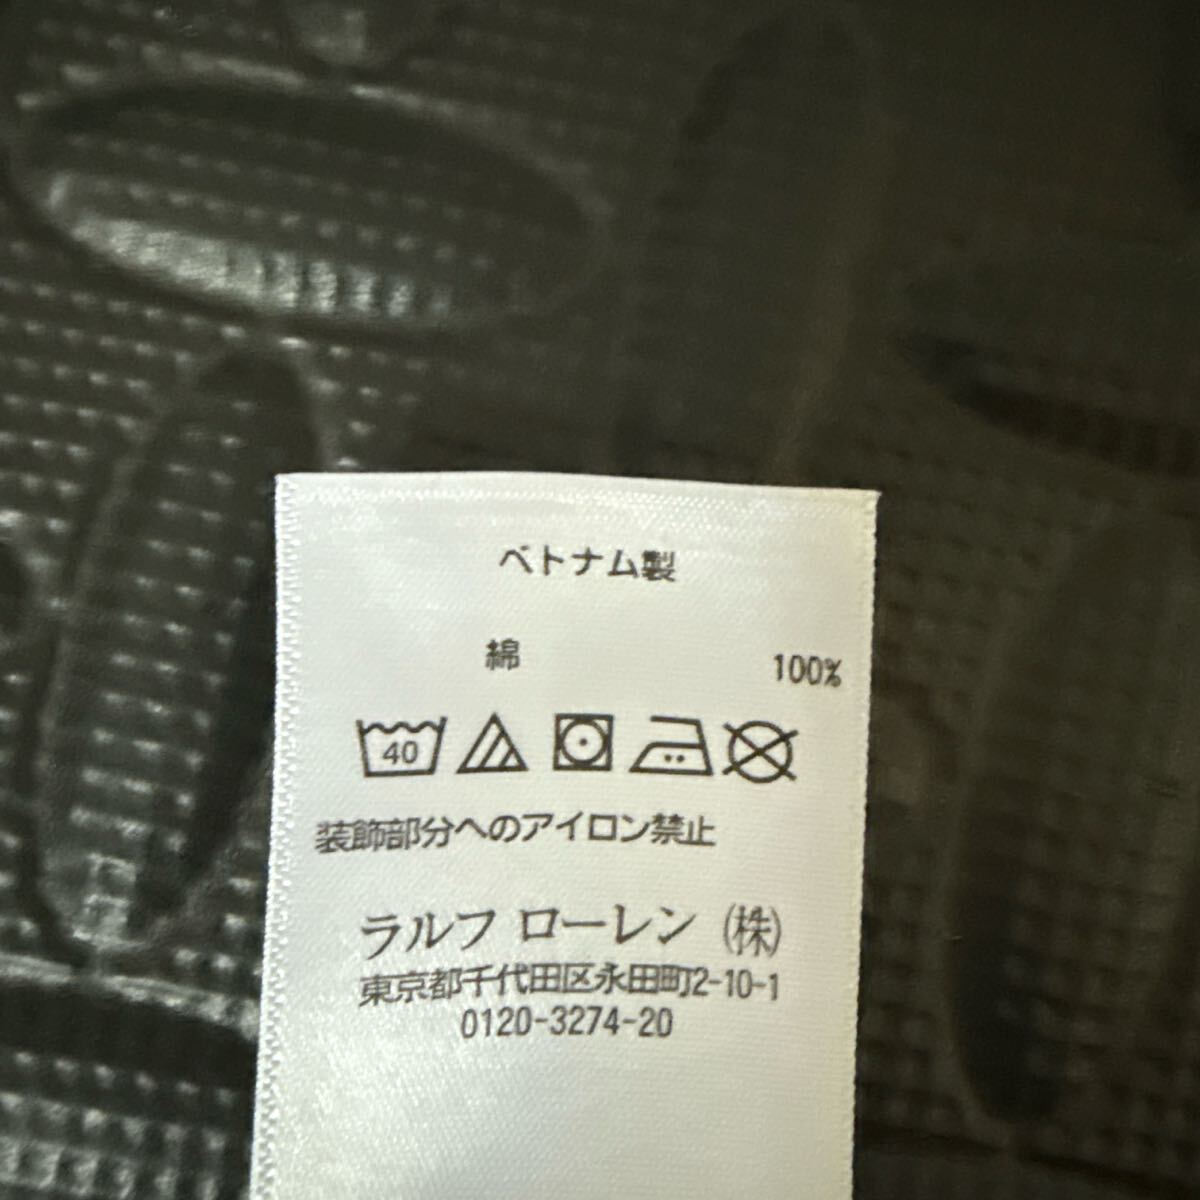 ベトナム製
綿 100%
40
装飾部分へのアイロン禁止
ラルフ ローレン (株)
東京都千代田区永田町2-10-1
0120-3274-20